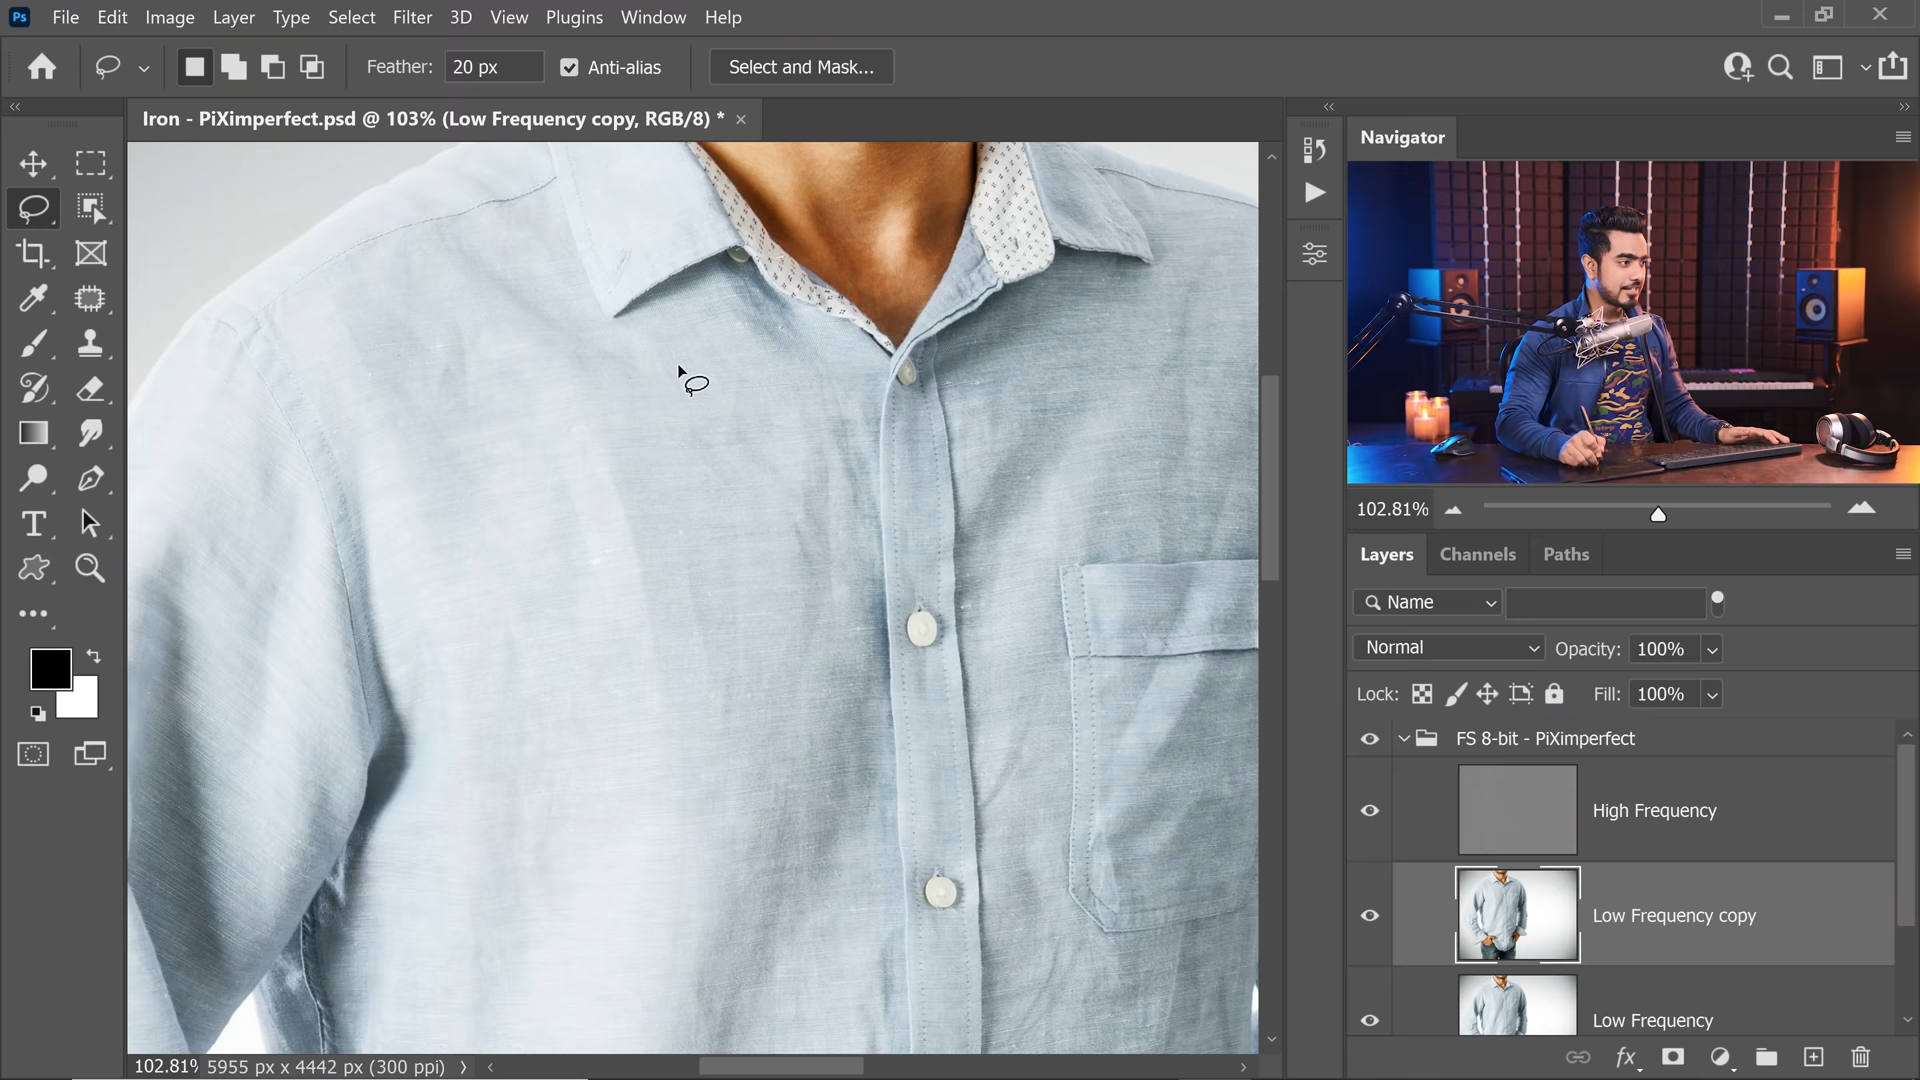 Ps File Edit Image Layer Type Select Filter 3D View Plugins Window Help
Feather: 20 px Anti-alias Select and Mask...
Iron - PiXimperfect.psd @ 103% (Low Frequency copy, RGB/8) * ×
Navigator
102.81%
Layers Channels Paths
Name
Normal Opacity: 100%
Lock: Fill: 100%
FS 8-bit - PiXimperfect
High Frequency
Low Frequency copy
Low Frequency
102.81% 5955 px x 4442 px (300 ppi)
fx